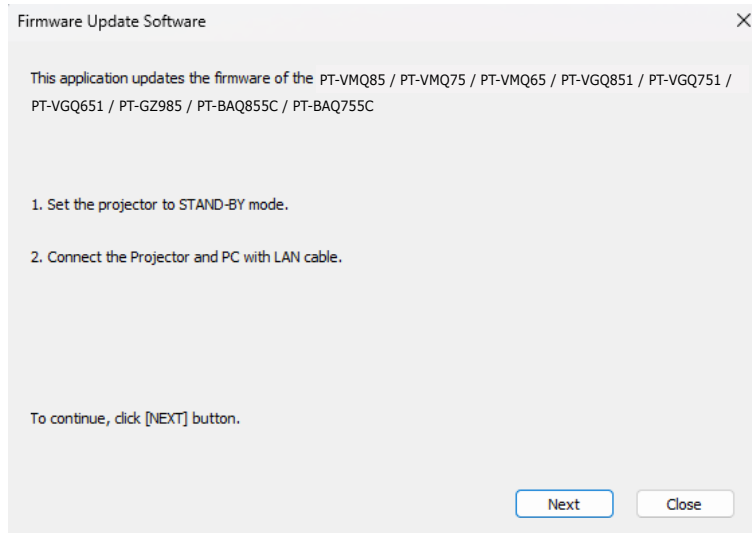 Firmware Update Software
This application updates the firmware of the PT-VMQ85 / PT-VMQ75 / PT-VMQ65 / PT-VGQ851 / PT-VGQ751 /
PT-VGQ651 / PT-GZ985 / PT-BAQ855C / PT-BAQ755C
1. Set the projector to STAND-BY mode.
2. Connect the Projector and PC with LAN cable.
To continue, click [NEXT] button.
Next Close